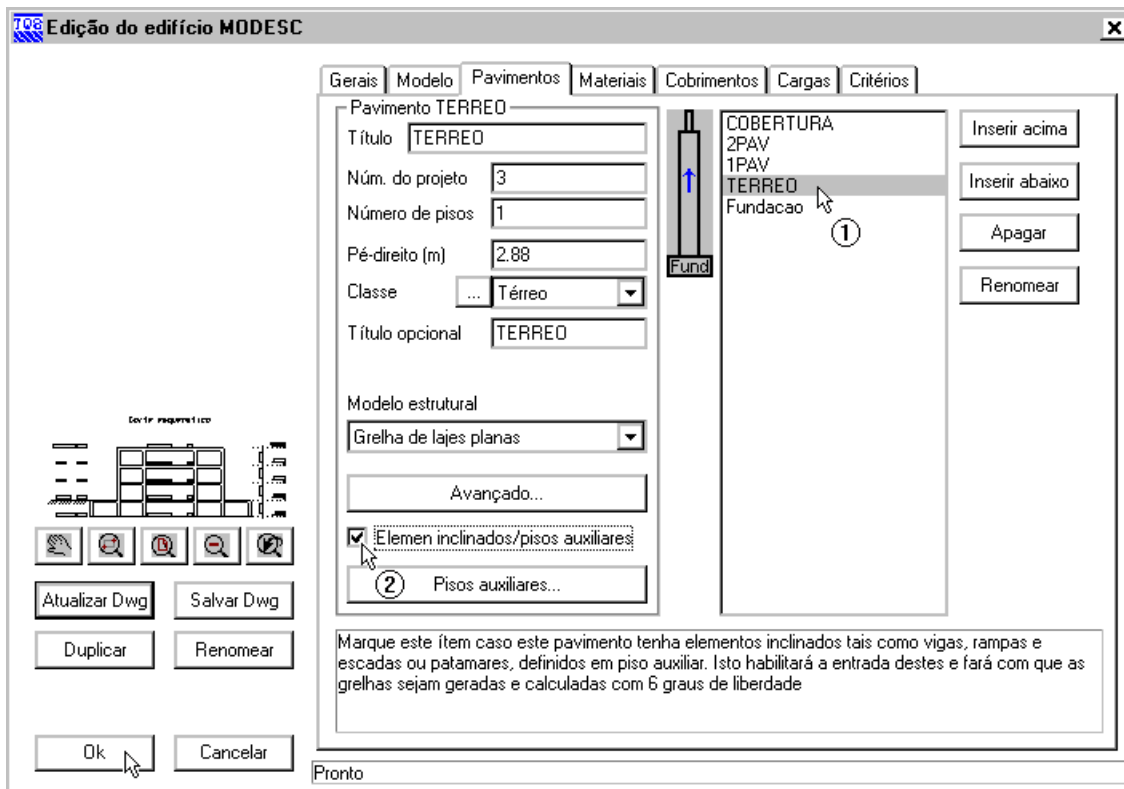 TQS Edição do edifício MODESC
Gerais Modelo Pavimentos Materiais Cobrimentos Cargas Critérios
Pavimento TERREO
Título TERREO
Núm. do projeto 3
Número de pisos 1
Pé-direito (m) 2.88
Classe ... Térreo
Título opcional TERREO
Modelo estrutural
Grelha de lajes planas
Avançado...
Elemen inclinados/pisos auxiliares
2 Pisos auxiliares...
Fund
COBERTURA
2PAV
1PAV
TERREO
Fundacao
1
Inserir acima
Inserir abaixo
Apagar
Renomear
Corte esquematico
Atualizar Dwg Salvar Dwg
Duplicar Renomear
Marque este ítem caso este pavimento tenha elementos inclinados tais como vigas, rampas e
escadas ou patamares, definidos em piso auxiliar. Isto habilitará a entrada destes e fará com que as
grelhas sejam geradas e calculadas com 6 graus de liberdade
Ok Cancelar
Pronto